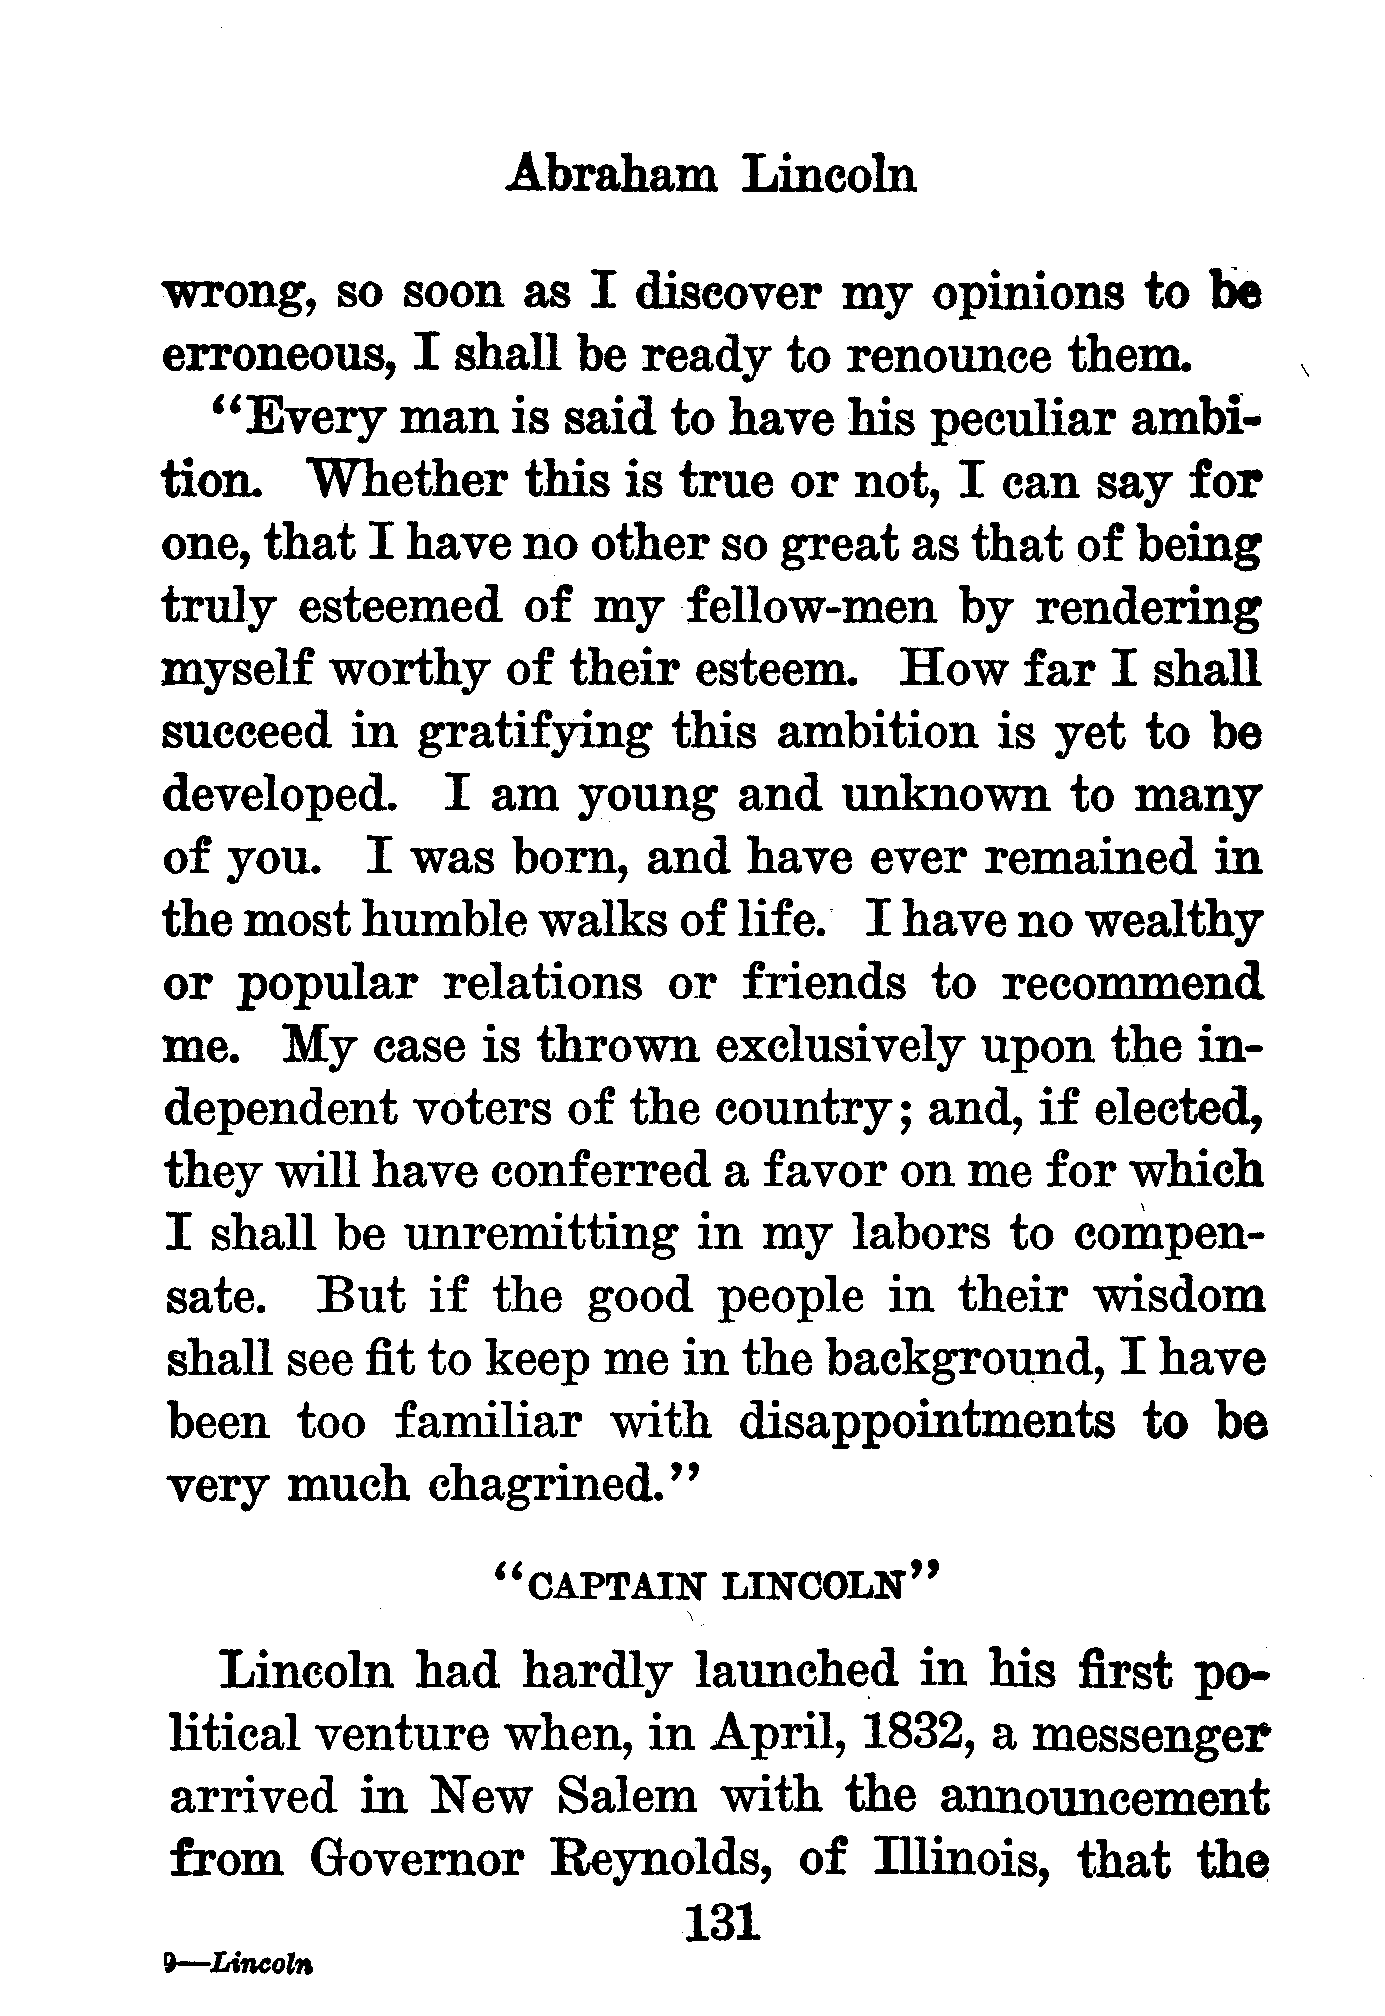 Abraham Lincoln
wrong, so soon as I discover my opinions to be
erroneous, I shall be ready to renounce them.
"Every man is said to have his peculiar ambi-
tion. Whether this is true or not, I can say for
one, that I have no other so great as that of being
truly esteemed of my fellow-men by rendering
myself worthy of their esteem. How far I shall
succeed in gratifying this ambition is yet to be
developed. I am young and unknown to many
of you. I was born, and have ever remained in
the most humble walks of life. I have no wealthy
or popular relations or friends to recommend
me. My case is thrown exclusively upon the in-
dependent voters of the country; and, if elected,
they will have conferred a favor on me for which
I shall be unremitting in my labors to compen-
sate. But if the good people in their wisdom
shall see fit to keep me in the background, I have
been too familiar with disappointments to be
very much chagrined."
"CAPTAIN LINCOLN"
Lincoln had hardly launched in his first po-
litical venture when, in April, 1832, a messenger
arrived in New Salem with the announcement
from Governor Reynolds, of Illinois, that the
131
9—Lincoln